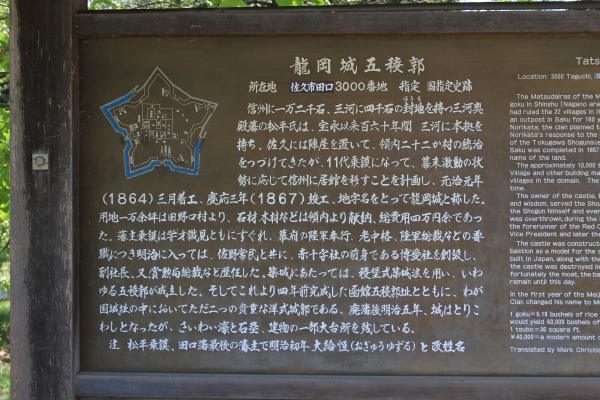 龍岡城五稜郭
所在地 佐久市田口3000番地 指定 国指定史跡
信州に一万二千石、三河に四千石の封地を持つ三河奥
殿藩の松平氏は、宝永以来百六十年間 三河に本拠を
持ち、佐久には陣屋を置いて、領内二十二か村の統治
をつづけてきたが、11代乗謨になって、幕末激動の状
勢に応じて信州に居館を移すことを計画し、元治元年
(1864)三月着工、慶応三年(1867)竣工、地字名をとって龍岡城と称した。
用地一万余坪は田野口村より、石材木材などは領内より献納、総費用四万両余であっ
た。藩主乗謨は学才識見ともにすぐれ、幕府の陸軍奉行、老中格、陸軍総裁などの要
職につき明治に入っては、佐野常民と共に、赤十字社の前身である博愛社を創設し、
副社長、又賞勲局総裁など歴任した。築城にあたっては、稜堡式築城法を用い、いわ
ゆる五稜郭が成立した。そしてこれより四年前完成した函館五稜郭址とともに、わが
国城址の中においてただ二つの貴重な洋式城郭である。廃藩後明治五年、城はとりこ
わしとなったが、さいわい濠と石塁、建物の一部大台所を残している。
注 松平乗謨、田口藩最後の藩主で明治初年 大給恒(おぎゅうゆずる)と改姓名
Tats
Location: 3000 Taguchi, S
The Matsudairas of the M
goku in Shinshu (Nagano are
had ruled the 22 villages in t
an outpost in Saku for 160 y
Norikata, the clan planned t
Norikata's response to the
of the Tokugawa Shogunate
Saku was completed in 1867
name of the land.
The approximately 10,000 t
Village and other building ma
villages in the domain. The
time.
The owner of the castle,
and wisdom, served the Sho
the Shogun himself and eve
was overthrown, during the
the forerunner of the Red C
Vice President and later the
The castle was construct
bastion as a model for the s
built in Japan, along with the
the castle was destroyed in
fortunately the moat, the ba
remain until this day.
In the first year of the Meij
Clan changed his name to M
1 goku=5.19 bushels of rice
would yield 60,000 bushels of
1 tsubo=36 square ft.
¥40,000=a modern amount o
Translated by Mark Christi